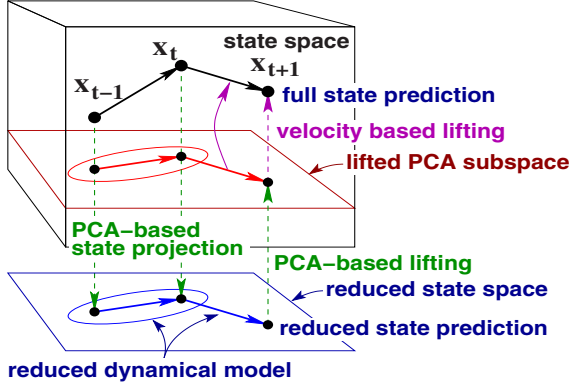 state space
x_t
x_{t−1}
x_{t+1}
full state prediction
velocity based lifting
lifted PCA subspace
PCA−based
state projection
PCA−based lifting
reduced state space
reduced state prediction
reduced dynamical model